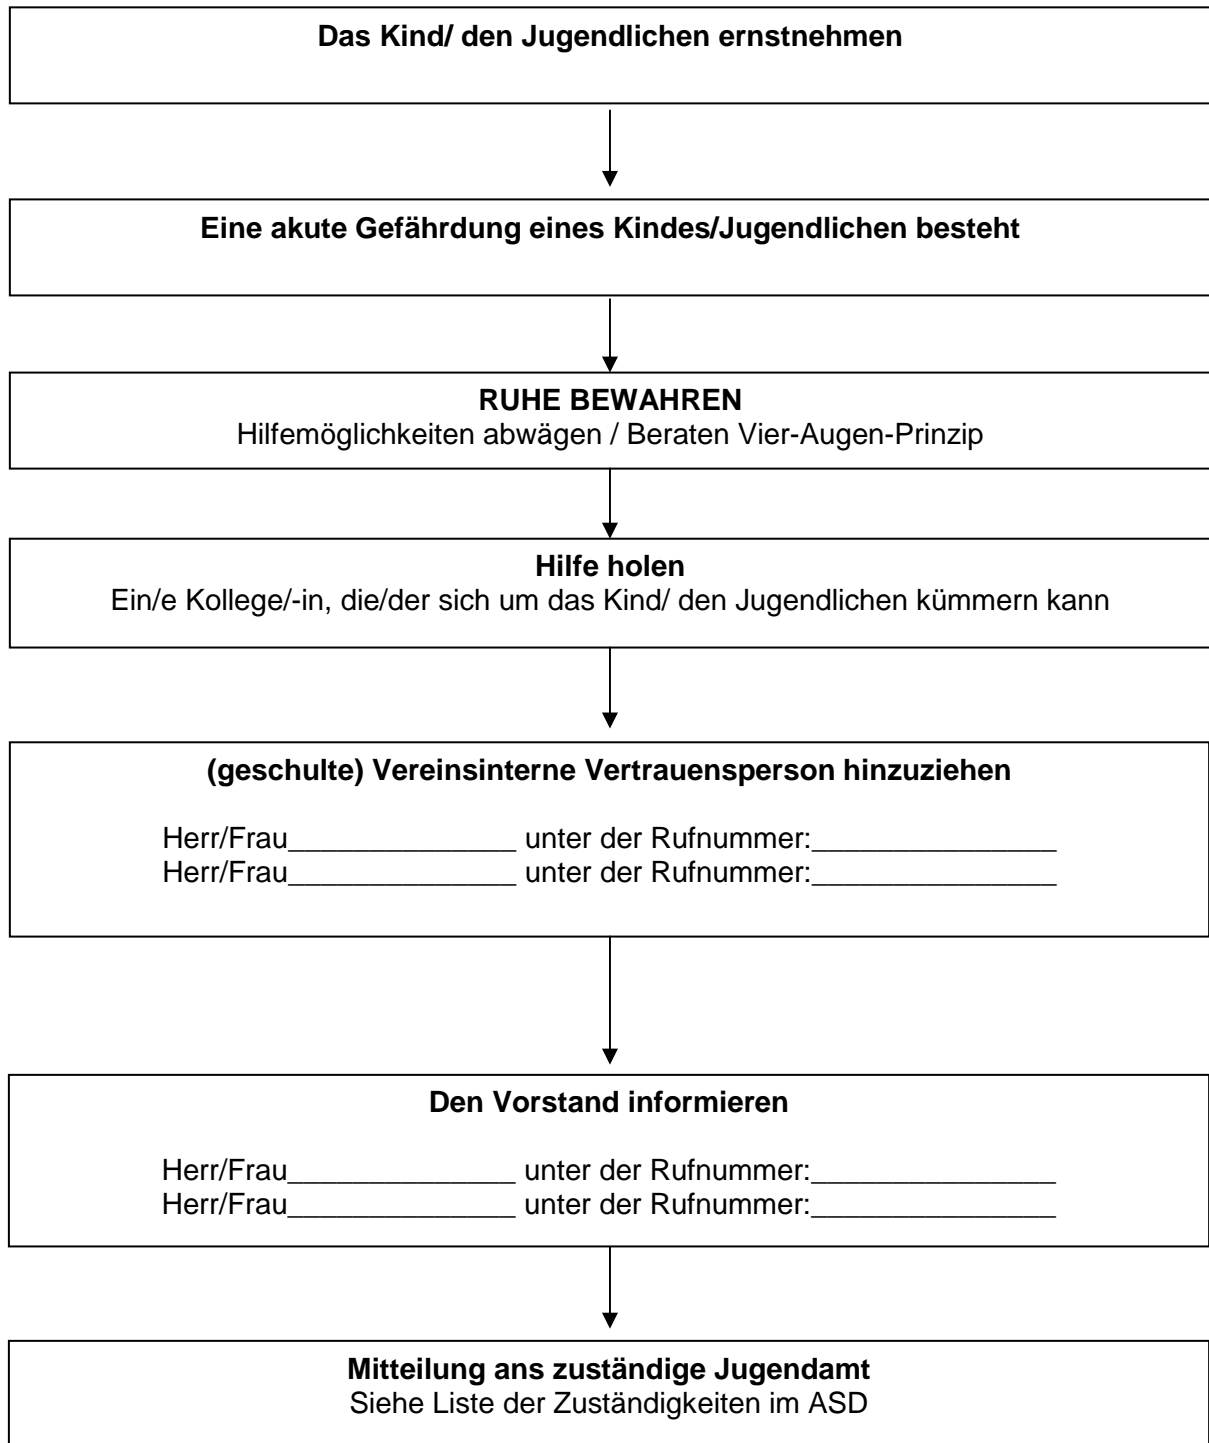 Das Kind/ den Jugendlichen ernstnehmen
Eine akute Gefährdung eines Kindes/Jugendlichen besteht
RUHE BEWAHREN
Hilfemöglichkeiten abwägen / Beraten Vier-Augen-Prinzip
Hilfe holen
Ein/e Kollege/-in, die/der sich um das Kind/ den Jugendlichen kümmern kann
(geschulte) Vereinsinterne Vertrauensperson hinzuziehen
Herr/Frau______________ unter der Rufnummer:_______________
Herr/Frau______________ unter der Rufnummer:_______________
Den Vorstand informieren
Herr/Frau______________ unter der Rufnummer:_______________
Herr/Frau______________ unter der Rufnummer:_______________
Mitteilung ans zuständige Jugendamt
Siehe Liste der Zuständigkeiten im ASD